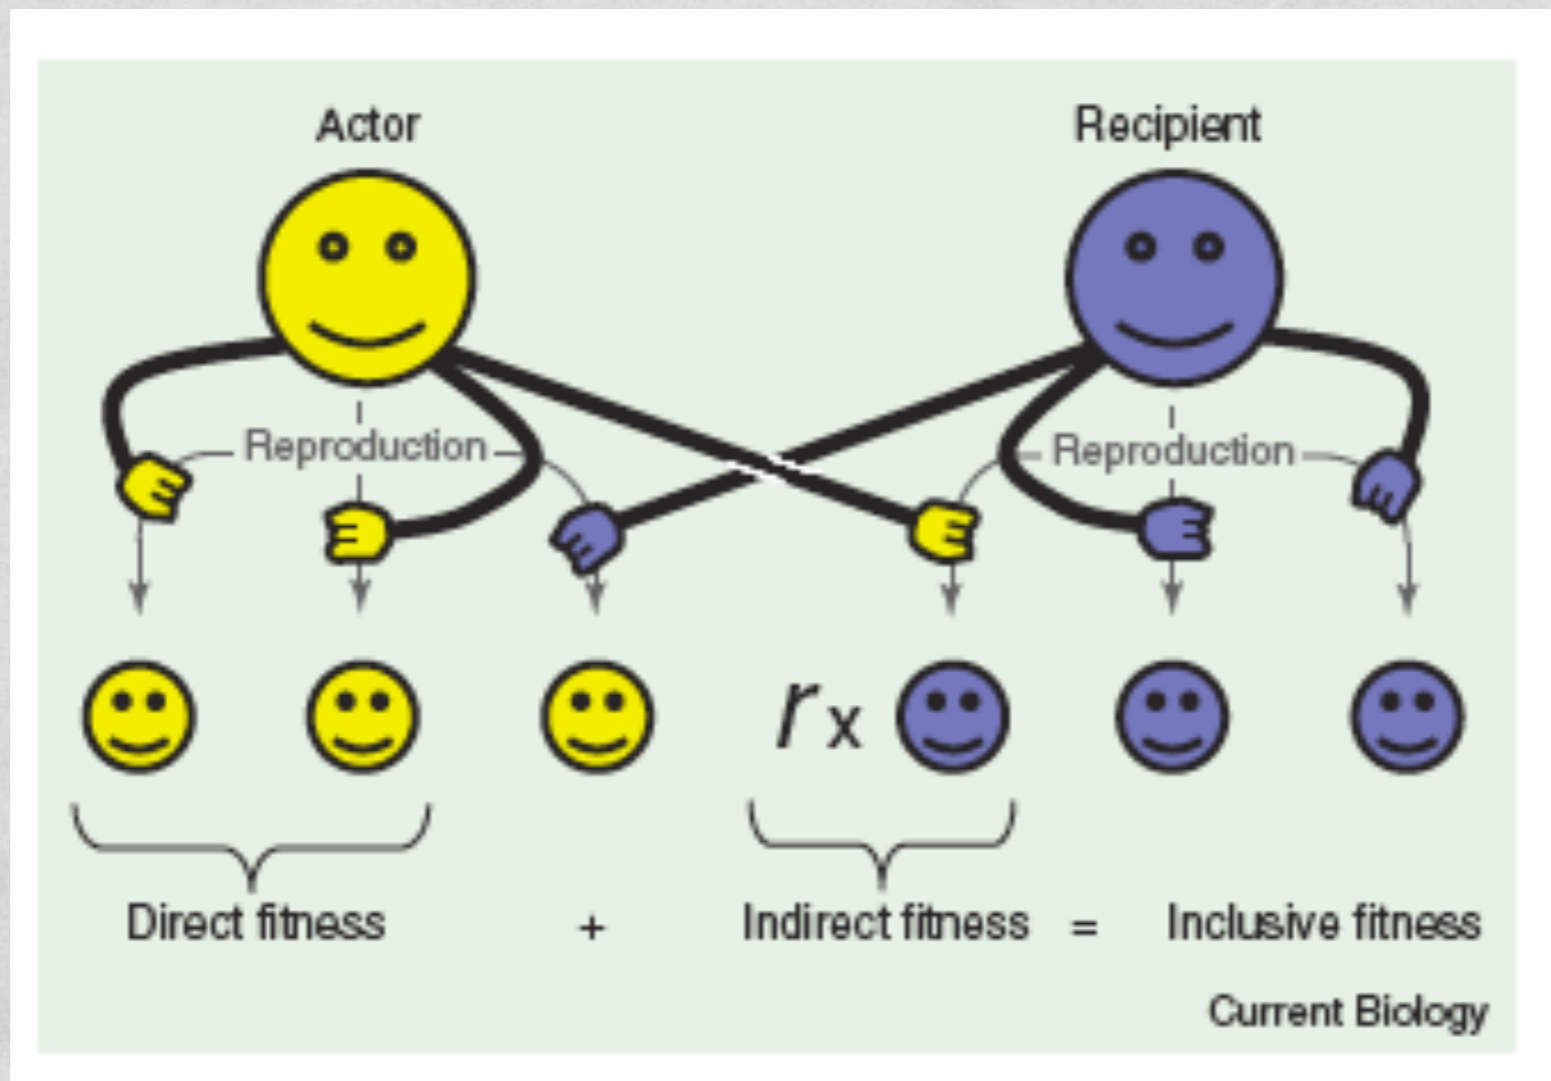 Actor Recipient
Reproduction Reproduction
r x
Direct fitness + Indirect fitness = Inclusive fitness
Current Biology